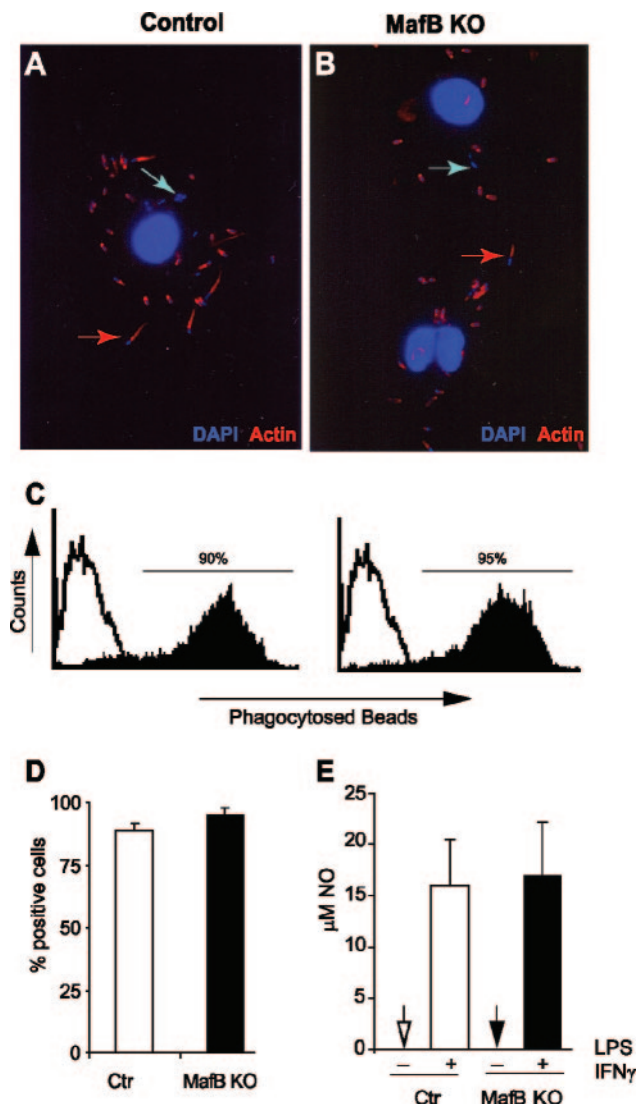 Control MafB KO
A B
DAPI Actin DAPI Actin
C
90% 95%
Counts
Phagocytosed Beads
D E
100
75
50
25
0
% positive cells
Ctr MafB KO
25
20
15
10
5
0
µM NO
– + – + LPS
IFNγ
Ctr MafB KO